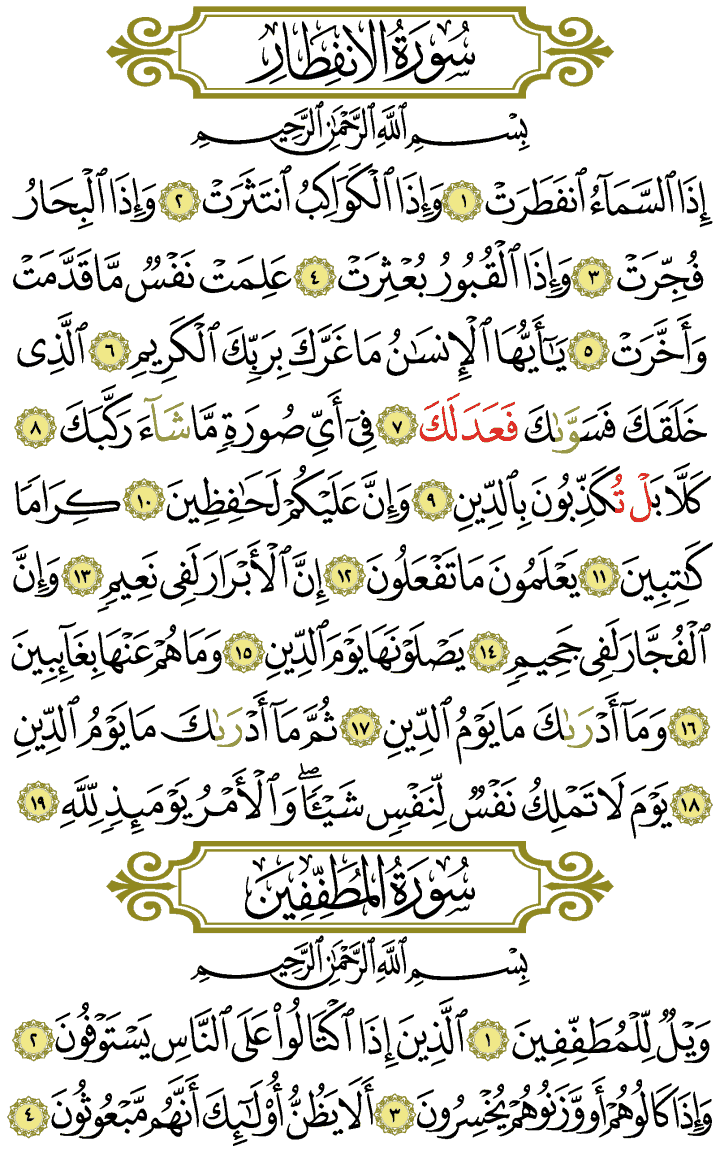 سُورَةُ الِانفِطَارِ
بِسْمِ ٱللَّهِ ٱلرَّحْمَٰنِ ٱلرَّحِيمِ
إِذَا ٱلسَّمَآءُ ٱنفَطَرَتْ ١ وَإِذَا ٱلْكَوَاكِبُ ٱنتَثَرَتْ ٢ وَإِذَا ٱلْبِحَارُ
فُجِّرَتْ ٣ وَإِذَا ٱلْقُبُورُ بُعْثِرَتْ ٤ عَلِمَتْ نَفْسٌ مَّا قَدَّمَتْ
وَأَخَّرَتْ ٥ يَٰٓأَيُّهَا ٱلْإِنسَٰنُ مَا غَرَّكَ بِرَبِّكَ ٱلْكَرِيمِ ٦ ٱلَّذِى
خَلَقَكَ فَسَوَّىٰكَ فَعَدَلَكَ ٧ فِىٓ أَىِّ صُورَةٍ مَّا شَآءَ رَكَّبَكَ ٨
كَلَّا بَلْ تُكَذِّبُونَ بِٱلدِّينِ ٩ وَإِنَّ عَلَيْكُمْ لَحَٰفِظِينَ ١٠ كِرَامًا
كَٰتِبِينَ ١١ يَعْلَمُونَ مَا تَفْعَلُونَ ١٢ إِنَّ ٱلْأَبْرَارَ لَفِى نَعِيمٍ ١٣ وَإِنَّ
ٱلْفُجَّارَ لَفِى جَحِيمٍ ١٤ يَصْلَوْنَهَا يَوْمَ ٱلدِّينِ ١٥ وَمَا هُمْ عَنْهَا بِغَآئِبِينَ
١٦ وَمَآ أَدْرَىٰكَ مَا يَوْمُ ٱلدِّينِ ١٧ ثُمَّ مَآ أَدْرَىٰكَ مَا يَوْمُ ٱلدِّينِ
١٨ يَوْمَ لَا تَمْلِكُ نَفْسٌ لِّنَفْسٍ شَيْـًٔا ۖ وَٱلْأَمْرُ يَوْمَئِذٍ لِّلَّهِ ١٩
سُورَةُ المُطَفِّفِينَ
بِسْمِ ٱللَّهِ ٱلرَّحْمَٰنِ ٱلرَّحِيمِ
وَيْلٌ لِّلْمُطَفِّفِينَ ١ ٱلَّذِينَ إِذَا ٱكْتَالُوا۟ عَلَى ٱلنَّاسِ يَسْتَوْفُونَ ٢
وَإِذَا كَالُوهُمْ أَو وَّزَنُوهُمْ يُخْسِرُونَ ٣ أَلَا يَظُنُّ أُو۟لَٰٓئِكَ أَنَّهُم مَّبْعُوثُونَ ٤